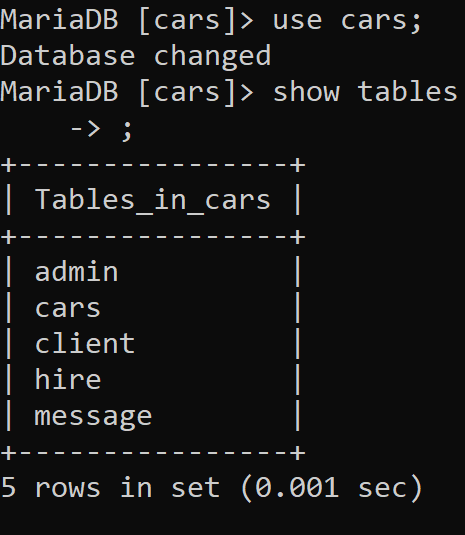 MariaDB [cars]> use cars;
Database changed
MariaDB [cars]> show tables
    -> ;
+----------------+
| Tables_in_cars |
+----------------+
| admin          |
| cars           |
| client         |
| hire           |
| message        |
+----------------+
5 rows in set (0.001 sec)